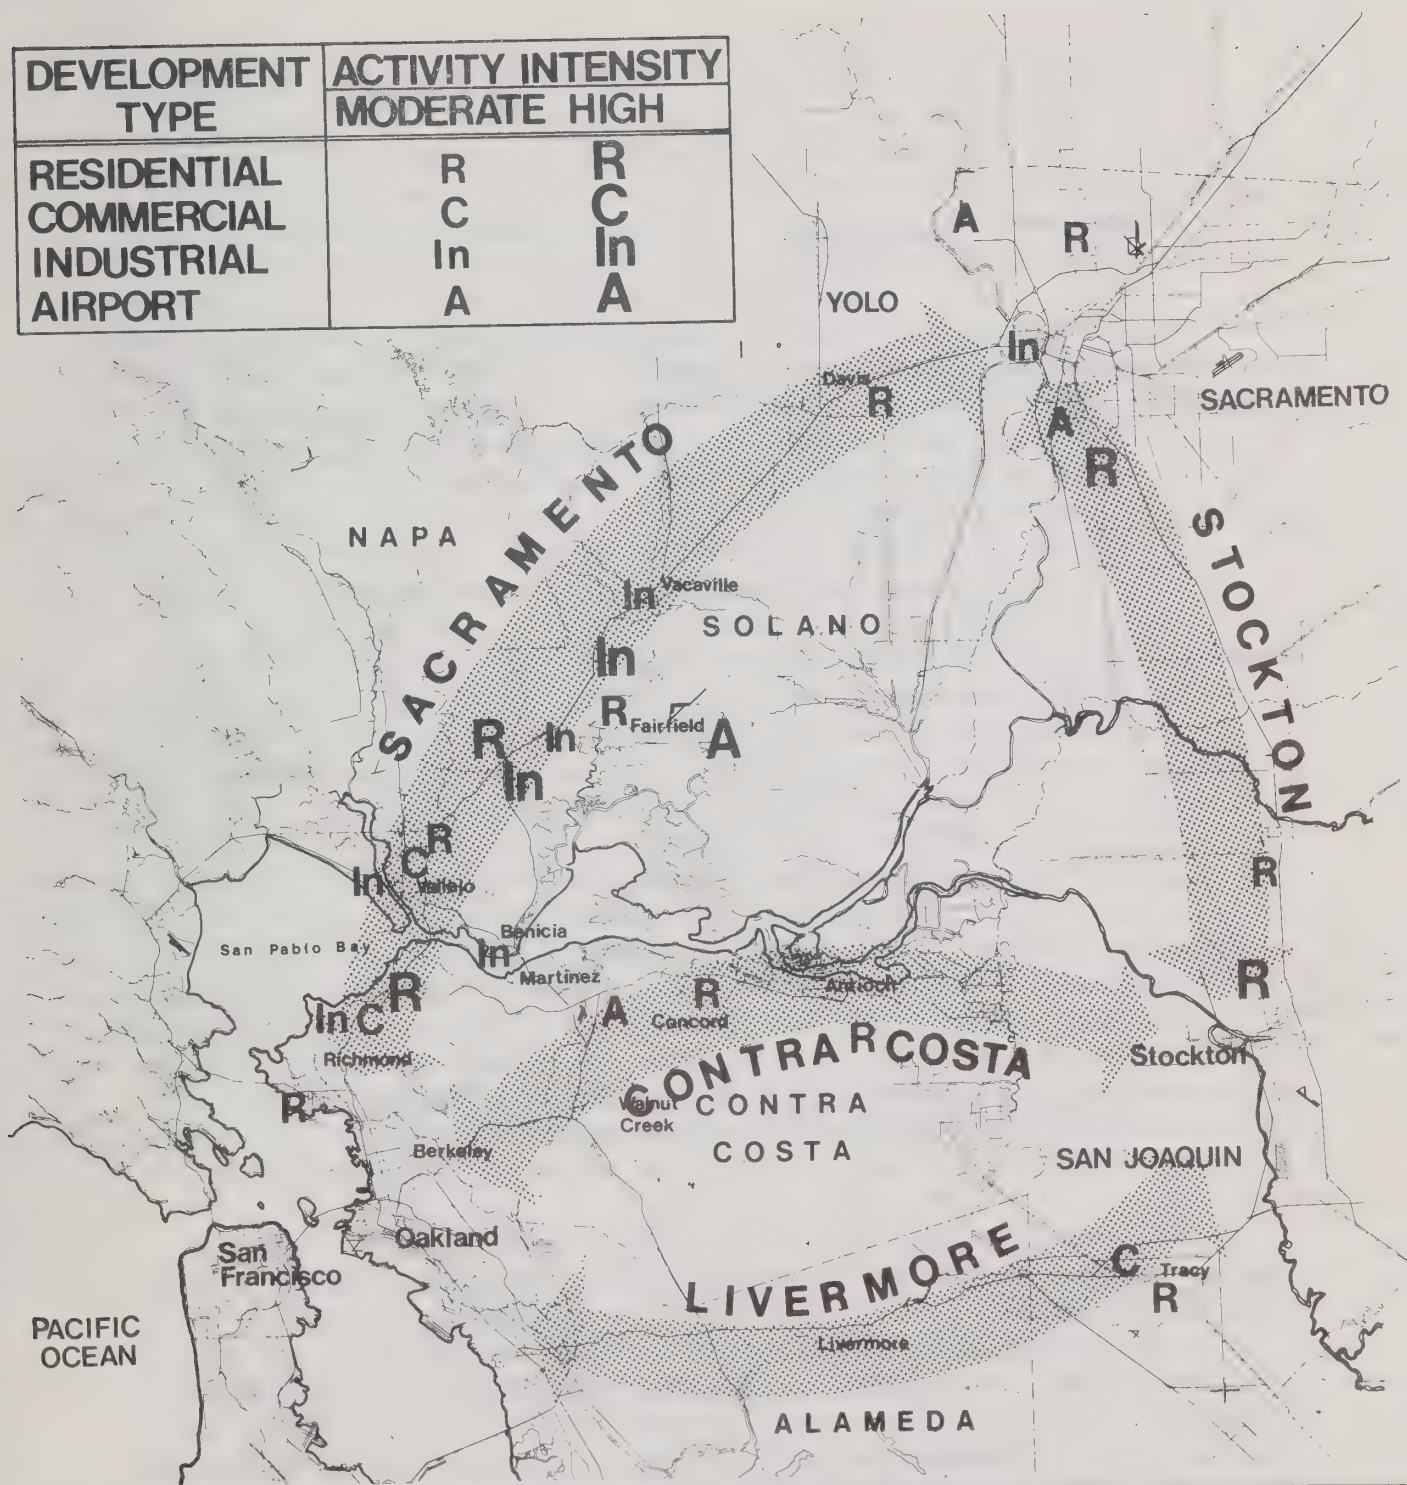 DEVELOPMENT TYPE
ACTIVITY INTENSITY
MODERATE HIGH
RESIDENTIAL R R
COMMERCIAL C C
INDUSTRIAL In In
AIRPORT A A
A
R
YOLO
In
Davis
R
SACRAMENTO
A
R
SACRAMENTO
STOCKTON
NAPA
In
Vacaville
SOLANO
In
R
Fairfield
A
R
In
In
R
C
In
Vallejo
R
Benicia
San Pablo Bay
In
Martinez
R
R
A
R
Antioch
In C
Concord
CONTRA R COSTA
Stockton
Richmond
Walnut
Creek
CONTRA
COSTA
R
Berkeley
SAN JOAQUIN
Oakland
San
Francisco
LIVERMORE
C
Tracy
R
PACIFIC
OCEAN
Livermore
ALAMEDA